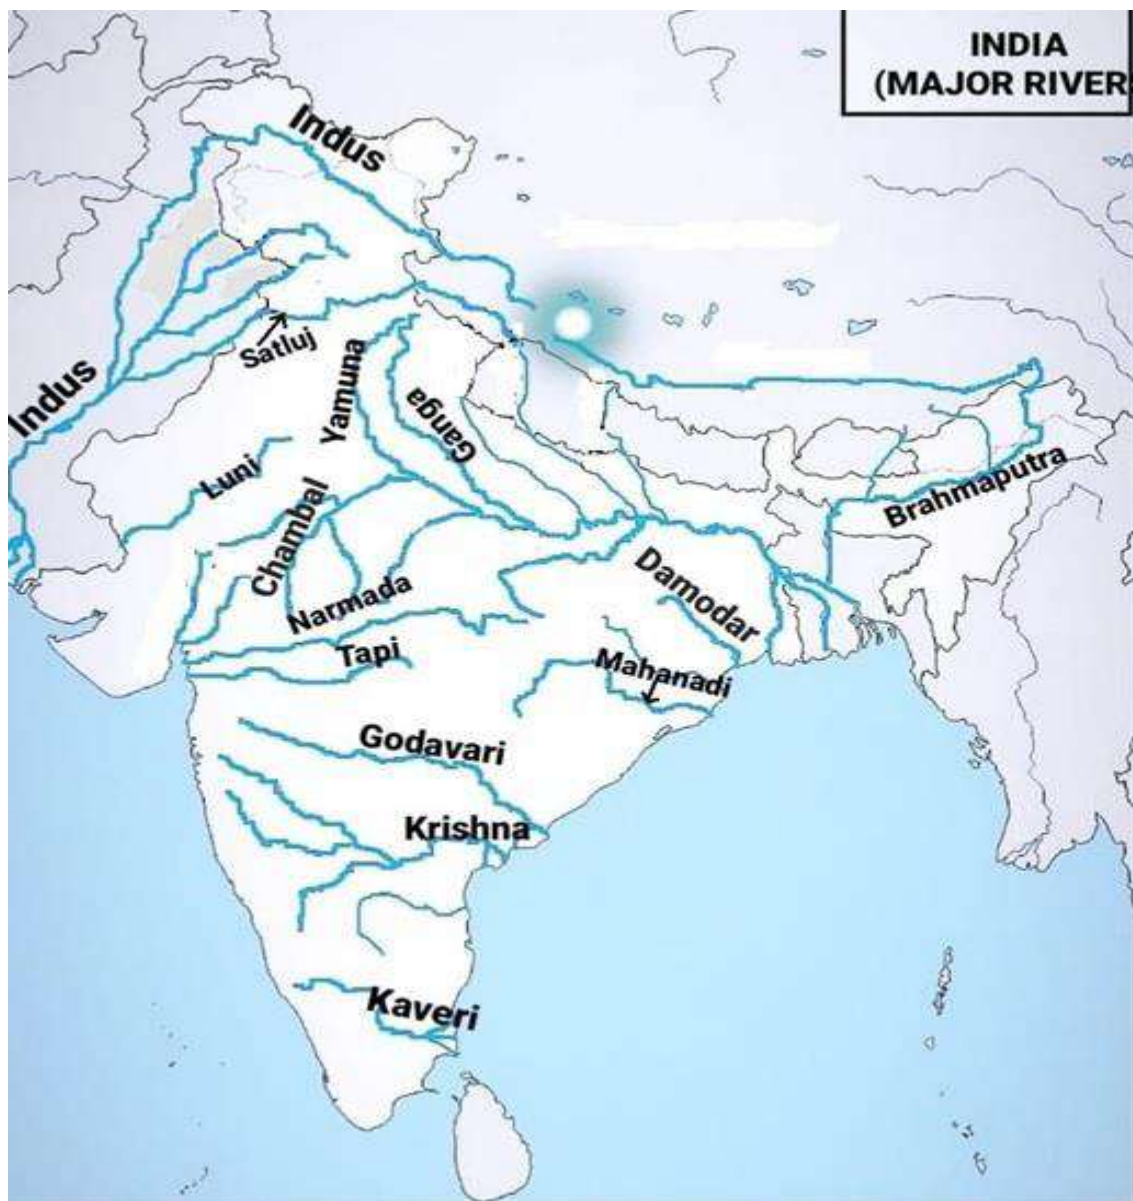 INDIA
(MAJOR RIVER
Indus
Satluj
Indus
Yamuna
Ganga
Luni
Chambal
Brahmaputra
Damodar
Narmada
Tapi
Mahanadi
Godavari
Krishna
Kaveri